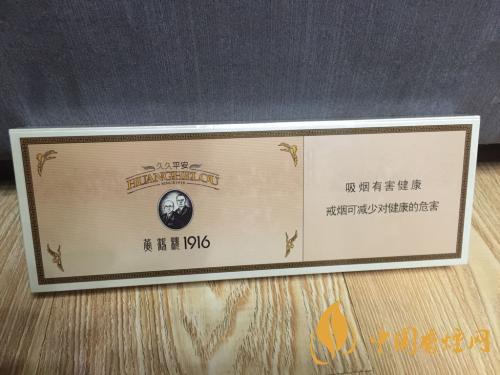 久久平安
HUANGHELOU
黄鹤楼1916
吸烟有害健康
戒烟可减少对健康的危害
中国香烟网